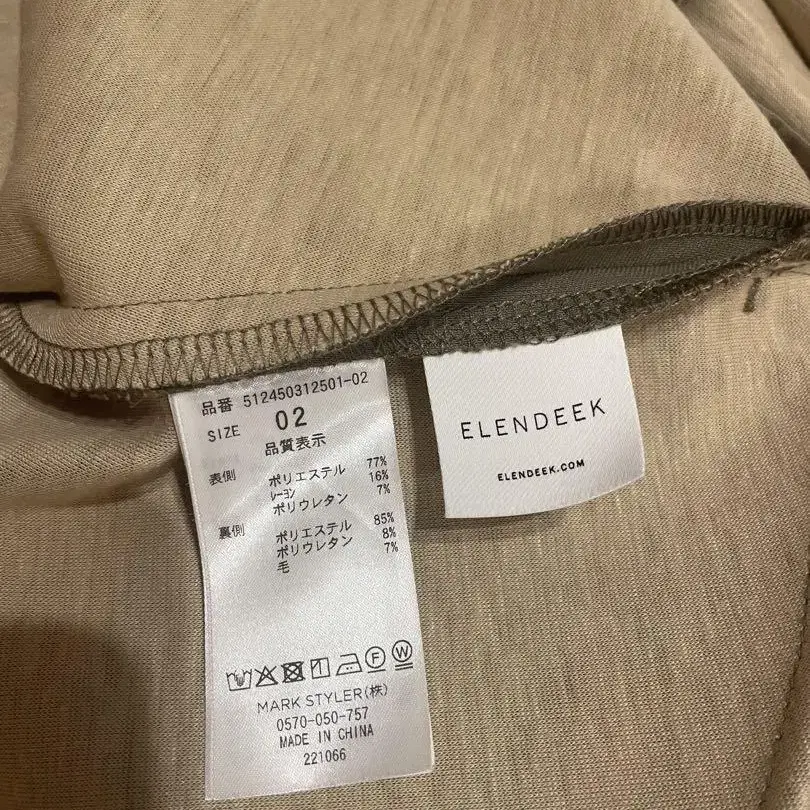 品番 512450312501-02
SIZE 02
品質表示
表側 ポリエステル 77%
レーヨン 16%
ポリウレタン 7%
裏側 ポリエステル 85%
ポリウレタン 8%
毛 7%
F W
MARK STYLER(株)
0570-050-757
MADE IN CHINA
221066
ELENDEEK
ELENDEEK.COM